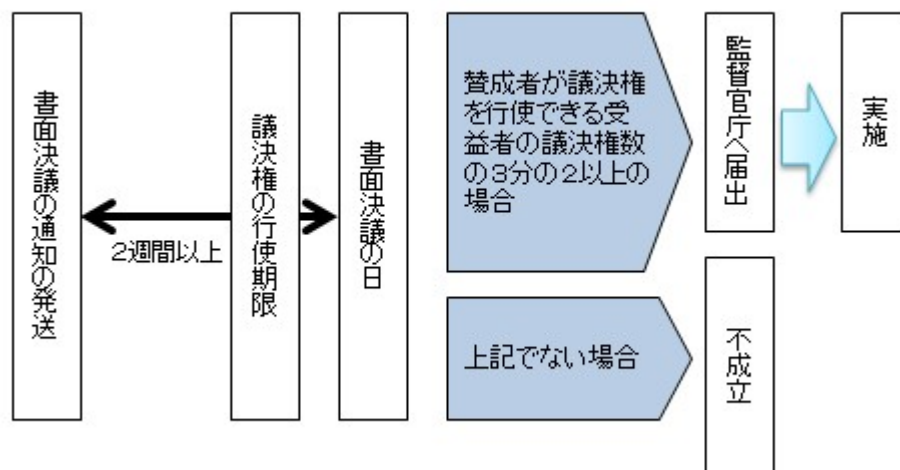 書面決議の通知の発送
2週間以上
議決権の行使期限
書面決議の日
賛成者が議決権
を行使できる受
益者の議決権数
の3分の2以上の
場合
監督官庁へ届出
実施
上記でない場合
不成立